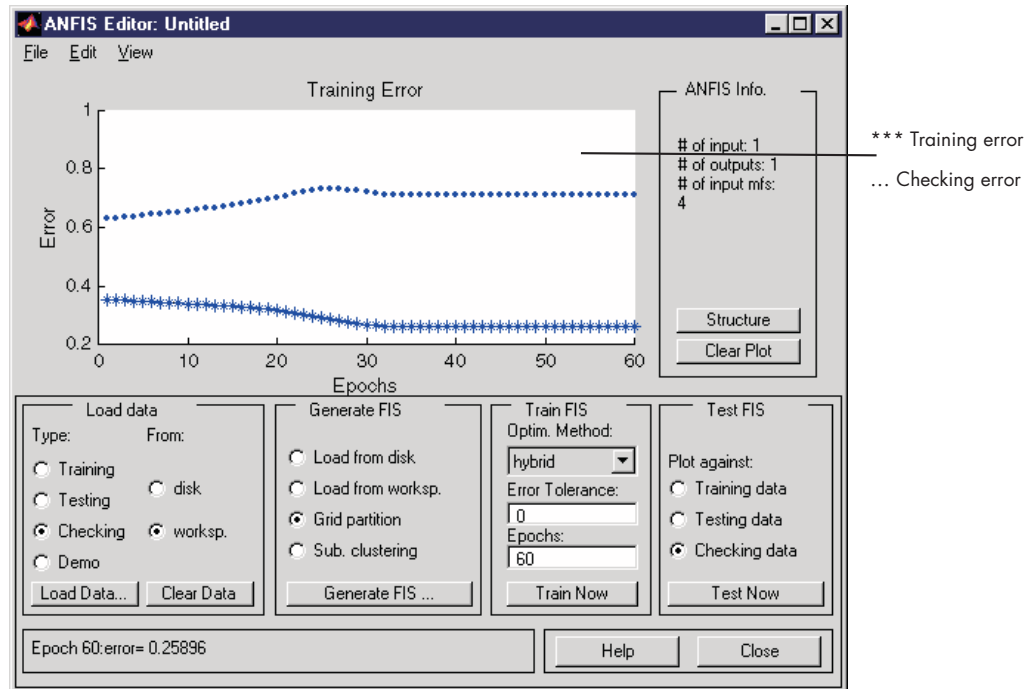 ANFIS Editor: Untitled
File Edit View
Training Error
1
0.8
0.6
0.4
0.2
Error
0 10 20 30 40 50 60
Epochs
ANFIS Info.
# of input: 1
# of outputs: 1
# of input mfs:
4
Structure
Clear Plot
*** Training error
... Checking error
Load data
Type: From:
Training
Testing
Checking
Demo
disk
worksp.
Load Data... Clear Data
Generate FIS
Load from disk
Load from worksp.
Grid partition
Sub. clustering
Generate FIS ...
Train FIS
Optim. Method:
hybrid
Error Tolerance:
0
Epochs:
60
Train Now
Test FIS
Plot against:
Training data
Testing data
Checking data
Test Now
Epoch 60:error= 0.25896
Help Close